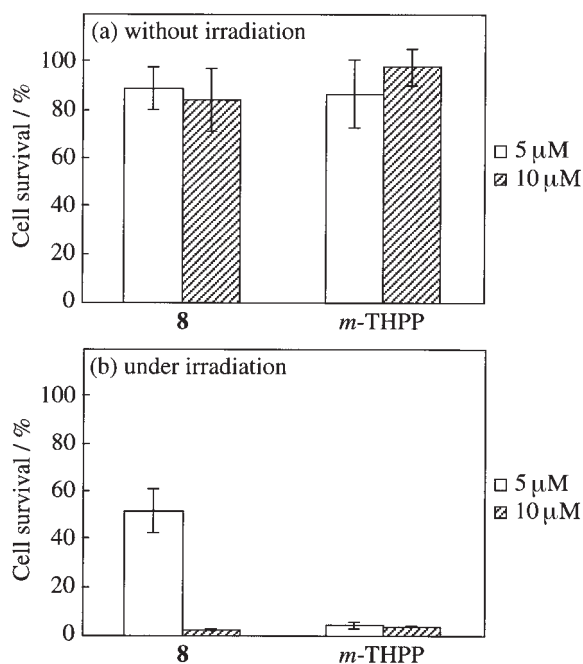 (a) without irradiation
100
80
60
40
20
0
Cell survival / %
8
m-THPP
5 μM
10 μM
(b) under irradiation
100
80
60
40
20
0
Cell survival / %
8
m-THPP
5 μM
10 μM